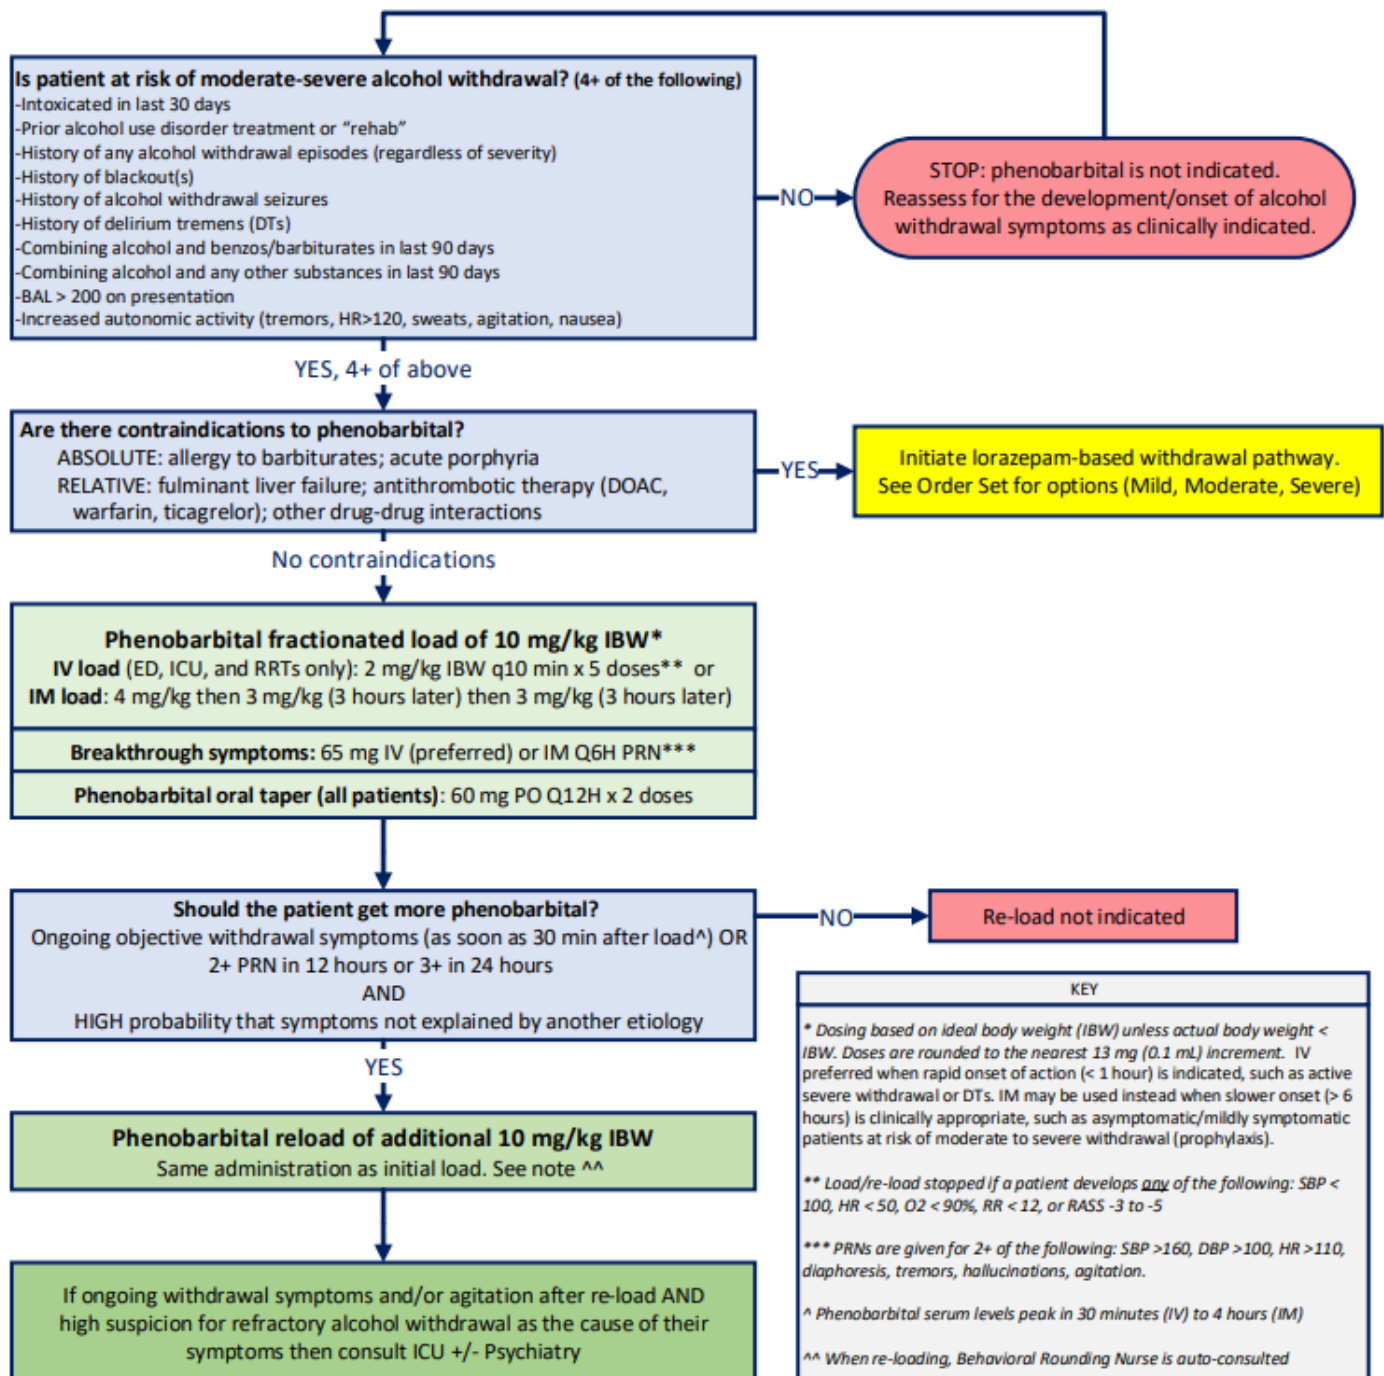 Is patient at risk of moderate-severe alcohol withdrawal? (4+ of the following)
-Intoxicated in last 30 days
-Prior alcohol use disorder treatment or “rehab”
-History of any alcohol withdrawal episodes (regardless of severity)
-History of blackout(s)
-History of alcohol withdrawal seizures
-History of delirium tremens (DTs)
-Combining alcohol and benzos/barbiturates in last 90 days
-Combining alcohol and any other substances in last 90 days
-BAL > 200 on presentation
-Increased autonomic activity (tremors, HR>120, sweats, agitation, nausea)
NO
STOP: phenobarbital is not indicated.
Reassess for the development/onset of alcohol
withdrawal symptoms as clinically indicated.
YES, 4+ of above
Are there contraindications to phenobarbital?
ABSOLUTE: allergy to barbiturates; acute porphyria
RELATIVE: fulminant liver failure; antithrombotic therapy (DOAC,
warfarin, ticagrelor); other drug-drug interactions
YES
Initiate lorazepam-based withdrawal pathway.
See Order Set for options (Mild, Moderate, Severe)
No contraindications
Phenobarbital fractionated load of 10 mg/kg IBW*
IV load (ED, ICU, and RRTs only): 2 mg/kg IBW q10 min x 5 doses** or
IM load: 4 mg/kg then 3 mg/kg (3 hours later) then 3 mg/kg (3 hours later)
Breakthrough symptoms: 65 mg IV (preferred) or IM Q6H PRN***
Phenobarbital oral taper (all patients): 60 mg PO Q12H x 2 doses
Should the patient get more phenobarbital?
Ongoing objective withdrawal symptoms (as soon as 30 min after load^) OR
2+ PRN in 12 hours or 3+ in 24 hours
AND
HIGH probability that symptoms not explained by another etiology
NO
Re-load not indicated
YES
Phenobarbital reload of additional 10 mg/kg IBW
Same administration as initial load. See note ^^
If ongoing withdrawal symptoms and/or agitation after re-load AND
high suspicion for refractory alcohol withdrawal as the cause of their
symptoms then consult ICU +/- Psychiatry
KEY
* Dosing based on ideal body weight (IBW) unless actual body weight <
IBW. Doses are rounded to the nearest 13 mg (0.1 mL) increment. IV
preferred when rapid onset of action (< 1 hour) is indicated, such as active
severe withdrawal or DTs. IM may be used instead when slower onset (> 6
hours) is clinically appropriate, such as asymptomatic/mildly symptomatic
patients at risk of moderate to severe withdrawal (prophylaxis).
** Load/re-load stopped if a patient develops any of the following: SBP <
100, HR < 50, O2 < 90%, RR < 12, or RASS -3 to -5
*** PRNs are given for 2+ of the following: SBP >160, DBP >100, HR >110,
diaphoresis, tremors, hallucinations, agitation.
^ Phenobarbital serum levels peak in 30 minutes (IV) to 4 hours (IM)
^^ When re-loading, Behavioral Rounding Nurse is auto-consulted